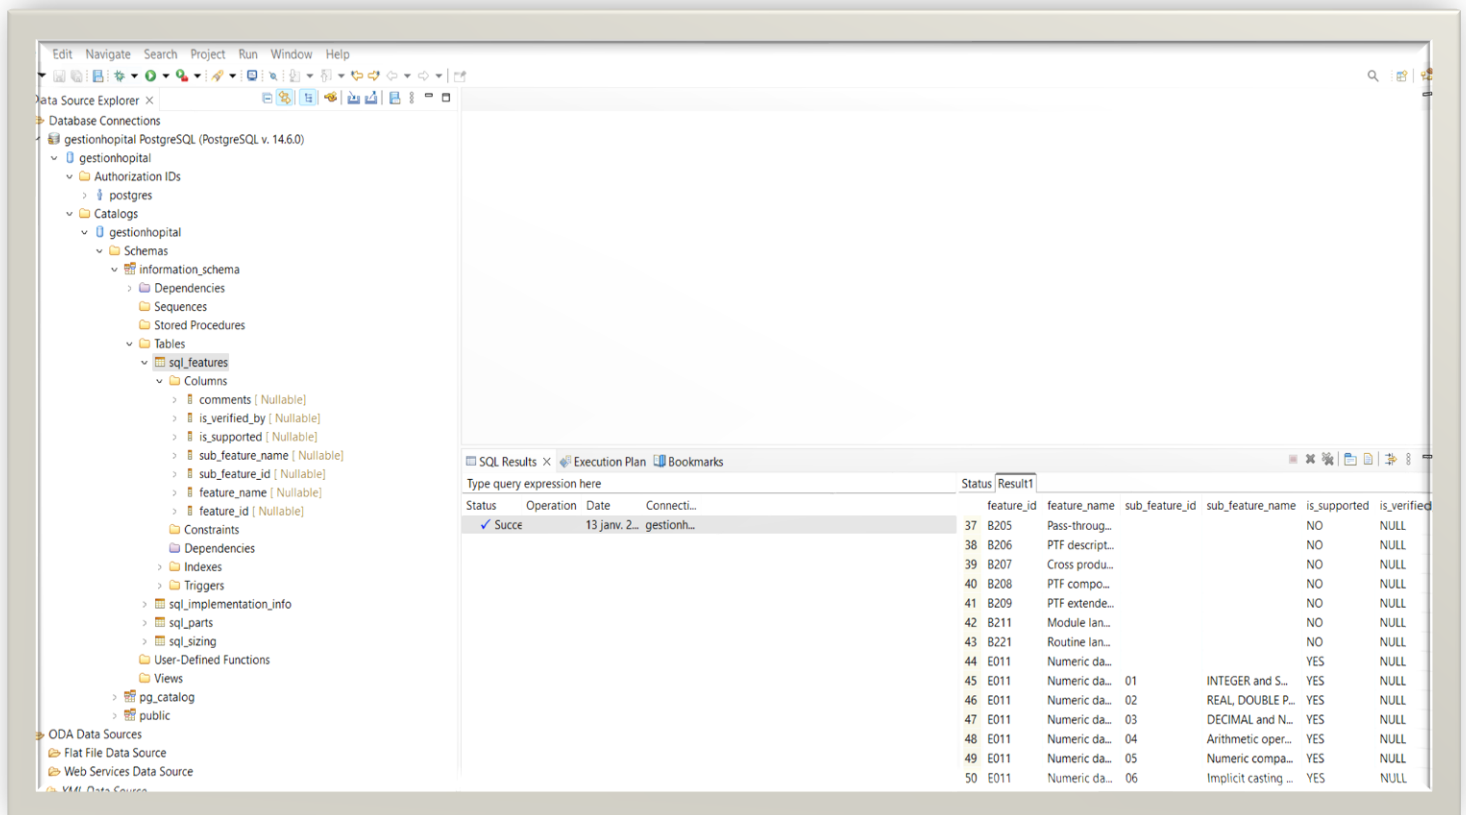 Edit Navigate Search Project Run Window Help
Data Source Explorer
Database Connections
gestionhopital PostgreSQL (PostgreSQL v. 14.6.0)
gestionhopital
Authorization IDs
postgres
Catalogs
gestionhopital
Schemas
information_schema
Dependencies
Sequences
Stored Procedures
Tables
sql_features
Columns
comments [ Nullable]
is_verified_by [ Nullable]
is_supported [ Nullable]
sub_feature_name [ Nullable]
sub_feature_id [ Nullable]
feature_name [ Nullable]
feature_id [ Nullable]
Constraints
Dependencies
Indexes
Triggers
sql_implementation_info
sql_parts
sql_sizing
User-Defined Functions
Views
pg_catalog
public
ODA Data Sources
Flat File Data Source
Web Services Data Source
XML Data Source
SQL Results Execution Plan Bookmarks
Type query expression here
Status Operation Date Connecti...
Succe 13 janv. 2... gestionh...
Status Result1
feature_id feature_name sub_feature_id sub_feature_name is_supported is_verified
37 B205 Pass-throug... NO NULL
38 B206 PTF descript... NO NULL
39 B207 Cross produ... NO NULL
40 B208 PTF compo... NO NULL
41 B209 PTF extende... NO NULL
42 B211 Module lan... NO NULL
43 B221 Routine lan... NO NULL
44 E011 Numeric da... YES NULL
45 E011 Numeric da... 01 INTEGER and S... YES NULL
46 E011 Numeric da... 02 REAL, DOUBLE P... YES NULL
47 E011 Numeric da... 03 DECIMAL and N... YES NULL
48 E011 Numeric da... 04 Arithmetic oper... YES NULL
49 E011 Numeric da... 05 Numeric compa... YES NULL
50 E011 Numeric da... 06 Implicit casting ... YES NULL